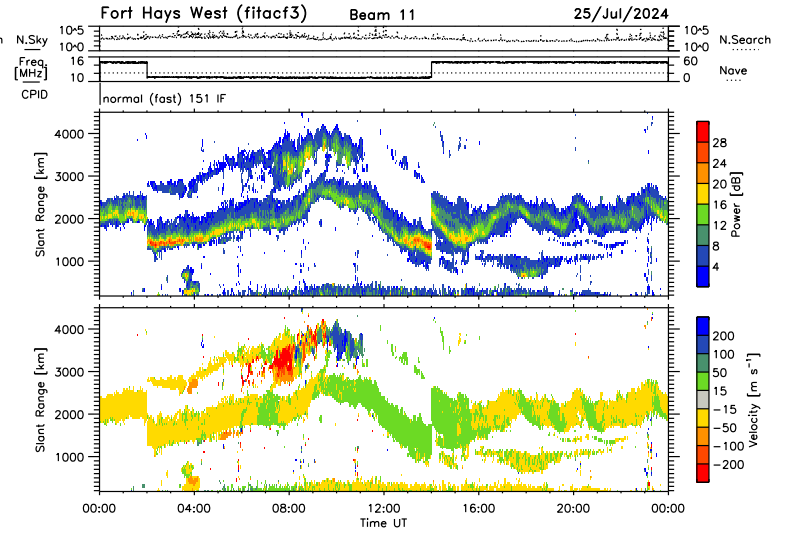 Fort Hays West (fitacf3) Beam 11 25/Jul/2024
N.Sky 10^5 10^0 10^5 10^0 N.Search
Freq. [MHz] 16 10 60 0 Nave
CPID normal (fast) 151 IF
Slant Range [km]
4000
3000
2000
1000
Power [dB]
28
24
20
16
12
8
4
Slant Range [km]
4000
3000
2000
1000
Velocity [m s⁻¹]
200
100
50
15
−15
−50
−100
−200
00:00 04:00 08:00 12:00 16:00 20:00 00:00
Time UT